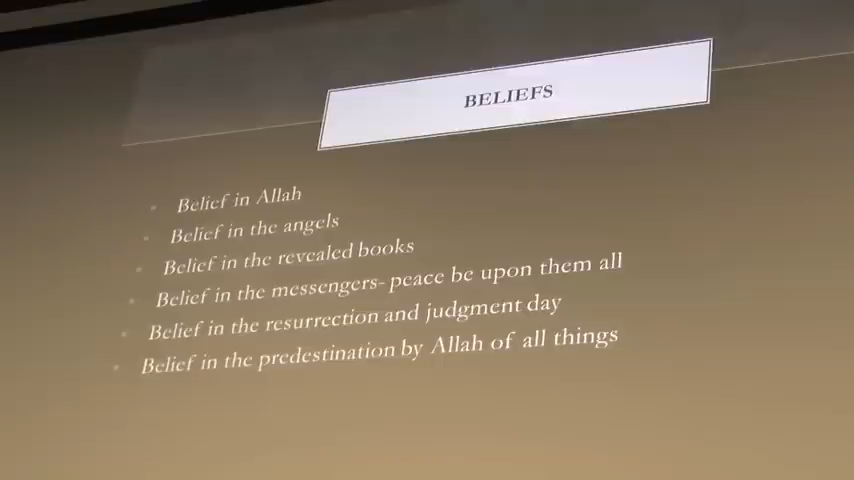 BELIEFS
Belief in Allah
Belief in the angels
Belief in the revealed books
Belief in the messengers- peace be upon them all
Belief in the resurrection and judgment day
Belief in the predestination by Allah of all things